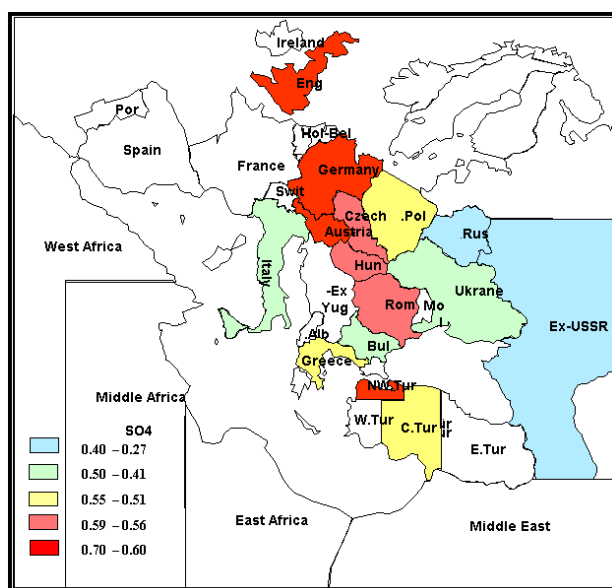 Ireland
Eng
Por
Hol-Bel
Spain
France
Germany
Swit
Czech
.Pol
Austria
.Rus
West Africa
Italy
Hun
-Ex
Yug
Rom
Mo
l
Ukrane
Ex-USSR
Alb
Bul
Greece
NW.Tur
Middle Africa
W.Tur
C.Tur
E.Tur
SO4
0.40 – 0.27
0.50 – 0.41
0.55 – 0.51
0.59 – 0.56
0.70 – 0.60
East Africa
Middle East